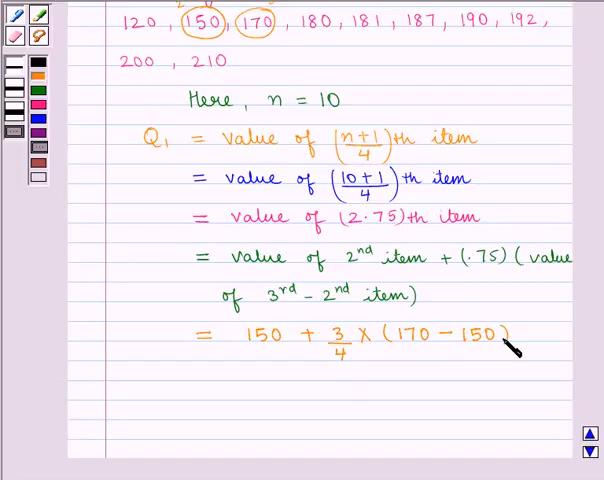 120 , 150 , 170 , 180 , 181 , 187 , 190 , 192 ,
200 , 210
Here , n = 10
Q1 = value of (n+1/4)th item
= value of (10+1/4)th item
= value of (2.75)th item
= value of 2nd item + (.75) ( value
of 3rd - 2nd item)
= 150 + 3/4 × (170 - 150)